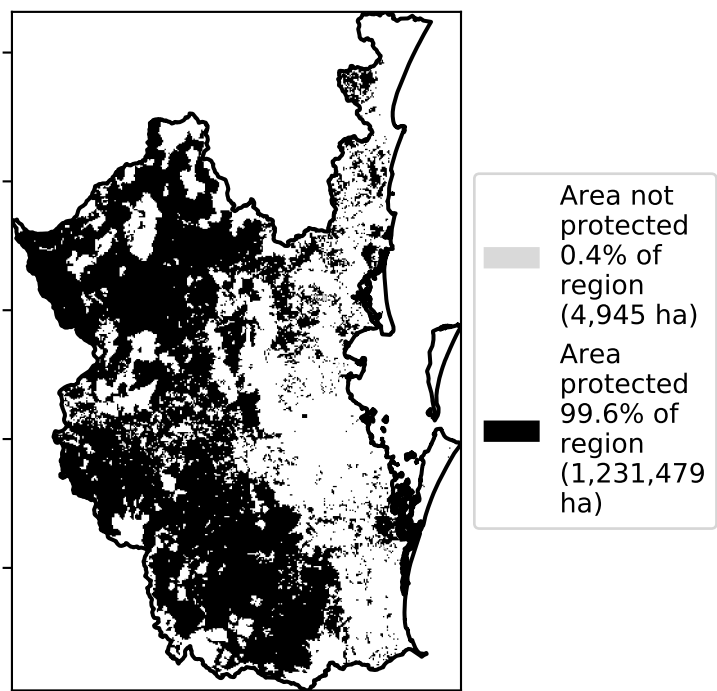 Area not
protected
0.4% of
region
(4,945 ha)
Area
protected
99.6% of
region
(1,231,479
ha)